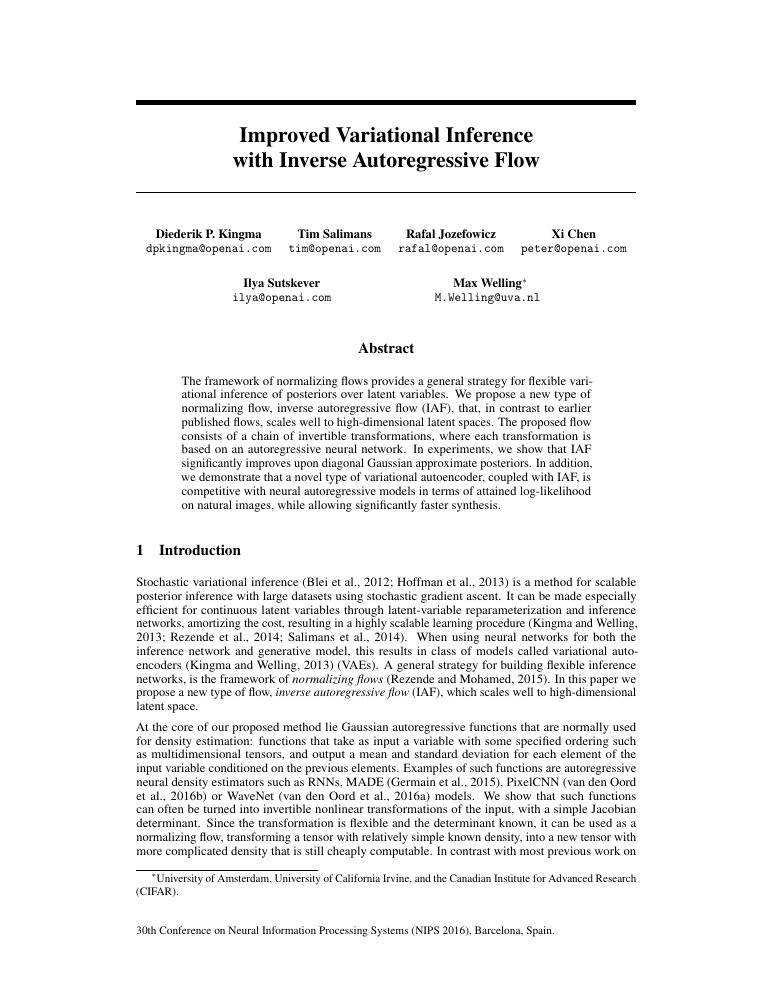 Improved Variational Inference
with Inverse Autoregressive Flow
Diederik P. Kingma Tim Salimans Rafal Jozefowicz Xi Chen
dpkingma@openai.com tim@openai.com rafal@openai.com peter@openai.com
Ilya Sutskever Max Welling*
ilya@openai.com M.Welling@uva.nl
Abstract
The framework of normalizing flows provides a general strategy for flexible vari-
ational inference of posteriors over latent variables. We propose a new type of
normalizing flow, inverse autoregressive flow (IAF), that, in contrast to earlier
published flows, scales well to high-dimensional latent spaces. The proposed flow
consists of a chain of invertible transformations, where each transformation is
based on an autoregressive neural network. In experiments, we show that IAF
significantly improves upon diagonal Gaussian approximate posteriors. In addition,
we demonstrate that a novel type of variational autoencoder, coupled with IAF, is
competitive with neural autoregressive models in terms of attained log-likelihood
on natural images, while allowing significantly faster synthesis.
1 Introduction
Stochastic variational inference (Blei et al., 2012; Hoffman et al., 2013) is a method for scalable
posterior inference with large datasets using stochastic gradient ascent. It can be made especially
efficient for continuous latent variables through latent-variable reparameterization and inference
networks, amortizing the cost, resulting in a highly scalable learning procedure (Kingma and Welling,
2013; Rezende et al., 2014; Salimans et al., 2014). When using neural networks for both the
inference network and generative model, this results in class of models called variational auto-
encoders (Kingma and Welling, 2013) (VAEs). A general strategy for building flexible inference
networks, is the framework of normalizing flows (Rezende and Mohamed, 2015). In this paper we
propose a new type of flow, inverse autoregressive flow (IAF), which scales well to high-dimensional
latent space.
At the core of our proposed method lie Gaussian autoregressive functions that are normally used
for density estimation: functions that take as input a variable with some specified ordering such
as multidimensional tensors, and output a mean and standard deviation for each element of the
input variable conditioned on the previous elements. Examples of such functions are autoregressive
neural density estimators such as RNNs, MADE (Germain et al., 2015), PixelCNN (van den Oord
et al., 2016b) or WaveNet (van den Oord et al., 2016a) models. We show that such functions
can often be turned into invertible nonlinear transformations of the input, with a simple Jacobian
determinant. Since the transformation is flexible and the determinant known, it can be used as a
normalizing flow, transforming a tensor with relatively simple known density, into a new tensor with
more complicated density that is still cheaply computable. In contrast with most previous work on
*University of Amsterdam, University of California Irvine, and the Canadian Institute for Advanced Research
(CIFAR).
30th Conference on Neural Information Processing Systems (NIPS 2016), Barcelona, Spain.